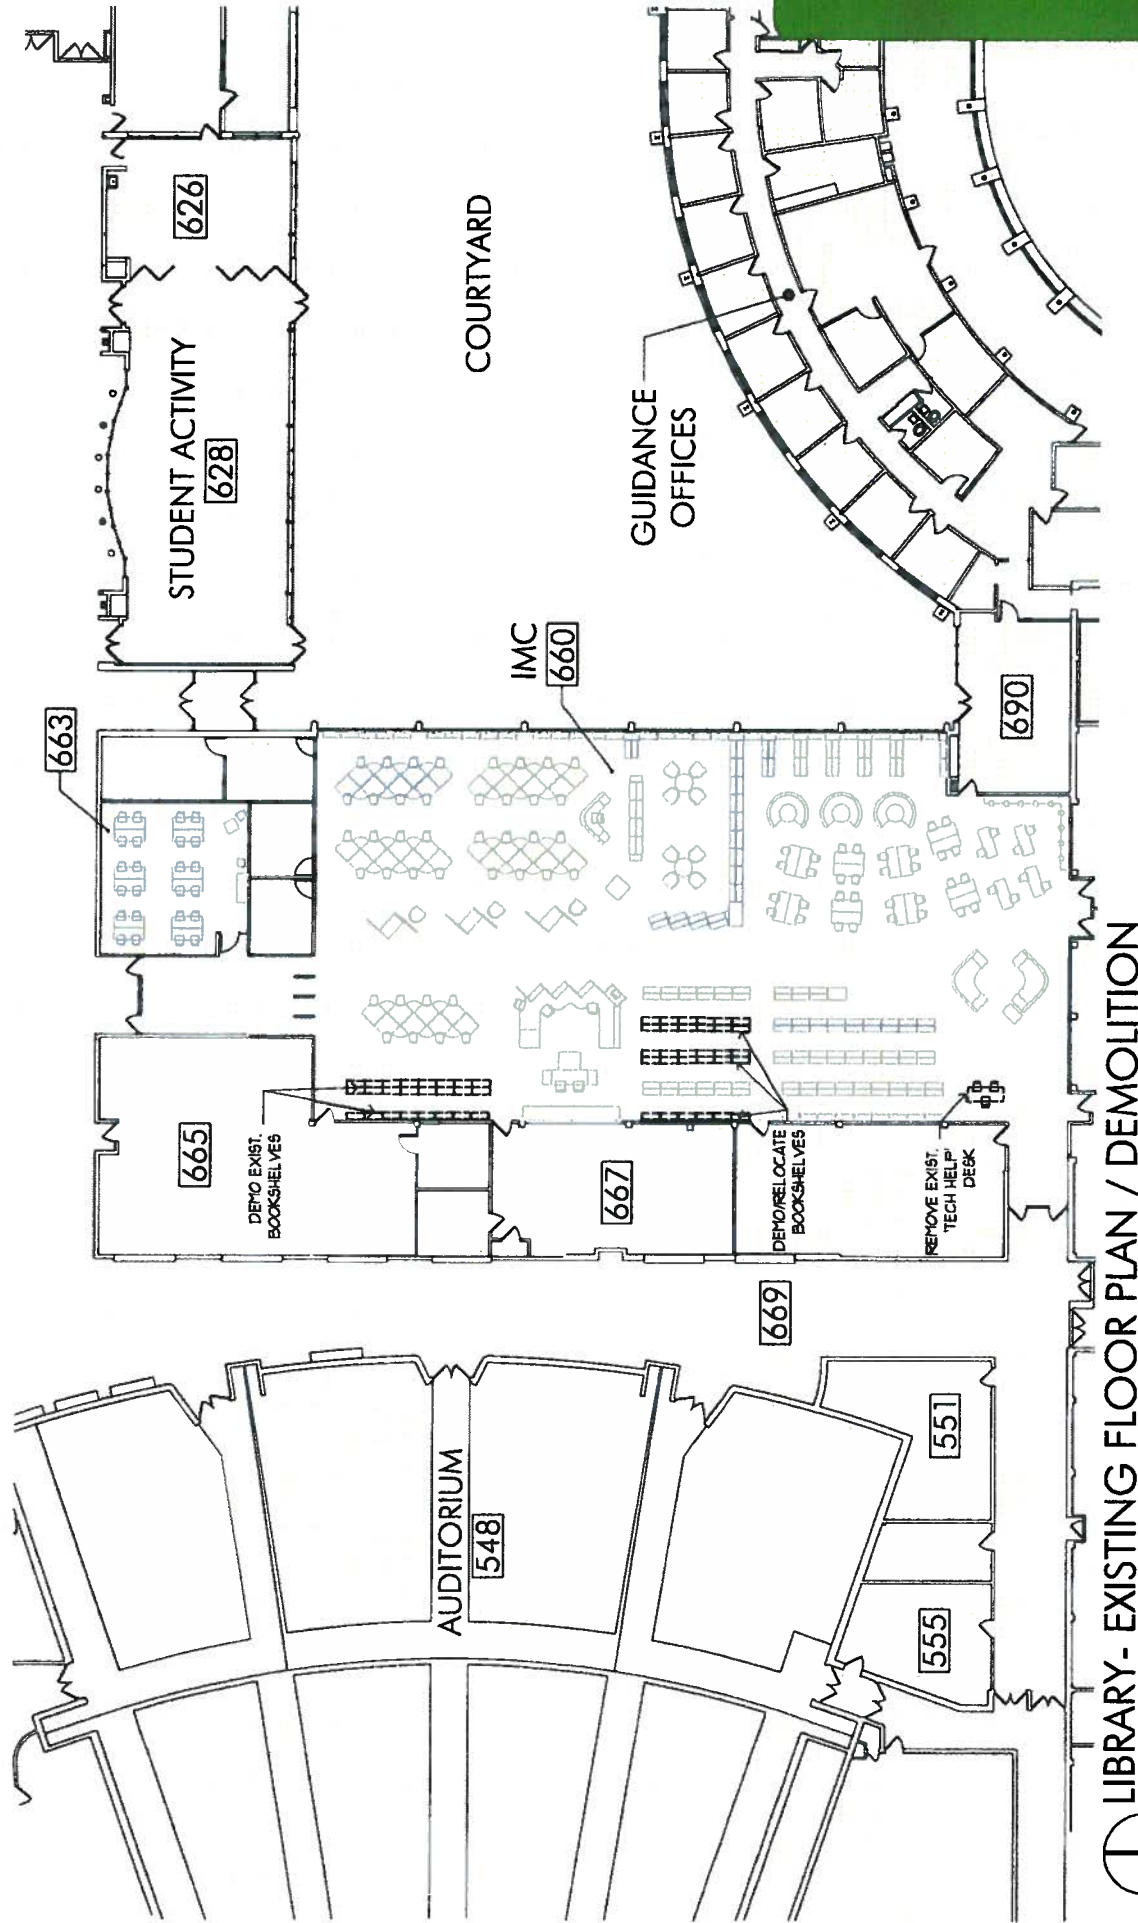 663
626
STUDENT ACTIVITY
628
COURTYARD
IMC
660
GUIDANCE
OFFICES
690
665
DEMO EXIST.
BOOKSHELVES
667
DEMO/RELOCATE
BOOKSHELVES
REMOVE EXIST.
'TECH HELP'
DESK
669
AUDITORIUM
548
551
555
1
LIBRARY- EXISTING FLOOR PLAN / DEMOLITION